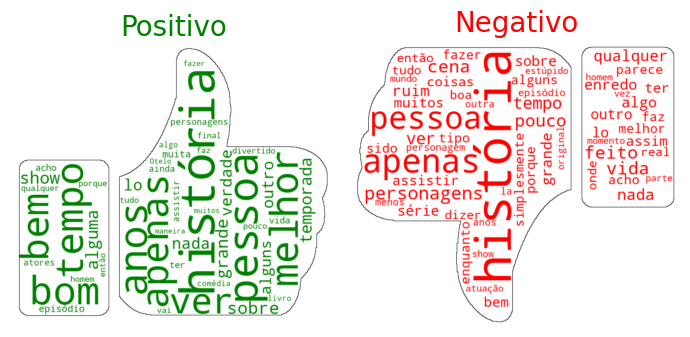 Positivo
acho
show
qualquer
porque
bem
tempo
alguma
então
atores
homem
bom
episódio
fazer
história
personagens
final
algo
muita
faz
divertido
Otelo
ainda
verdade
lo
anos
apenas
assistir
muitos
grande
pessoa
outro
melhor
temporada
tudo
maneira
nada
pouco
alguns
vida
ter
comédia
livro
vai
ver
sobre
Negativo
então
fazer
tudo
cena
mundo
coisas
ruim
boa
muitos
outra
pessoa
ver
tipo
sido
personagem
apenas
assistir
personagens
menos
la
série
dizer
anos
enquanto
show
atuação
bem
história
sobre
estúpido
alguns
episódio
tempo
pouco
simplesmente
porque
grande
original
qualquer
parece
homem
enredo
ter
vez
algo
outro
faz
lo
melhor
momento
assim
feito
real
onde
vida
acho
parte
nada